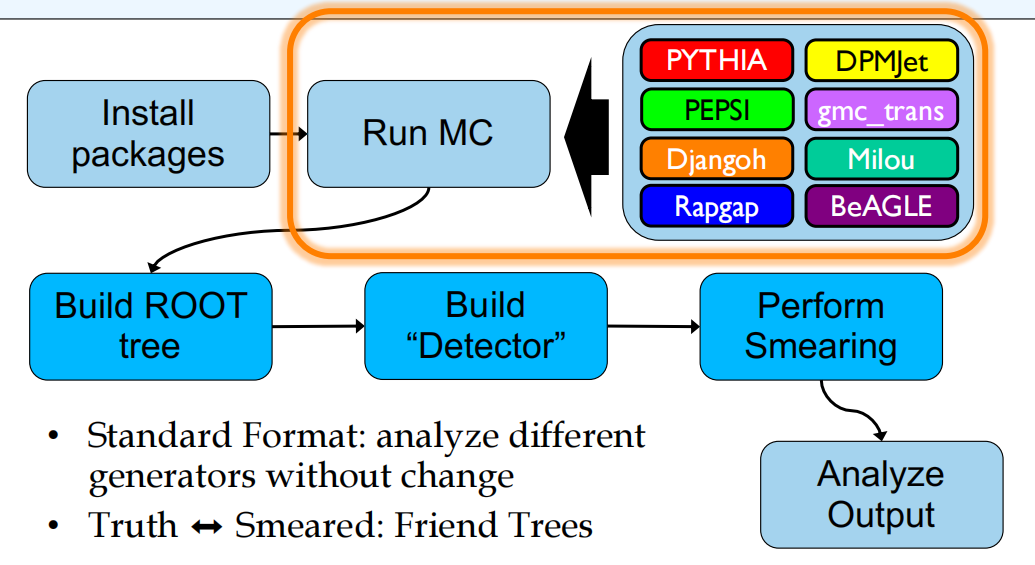 Install
packages
Run MC
PYTHIA
DPMJet
PEPSI
gmc_trans
Djangoh
Milou
Rapgap
BeAGLE
Build ROOT
tree
Build
“Detector”
Perform
Smearing
• Standard Format: analyze different
generators without change
• Truth ↔ Smeared: Friend Trees
Analyze
Output